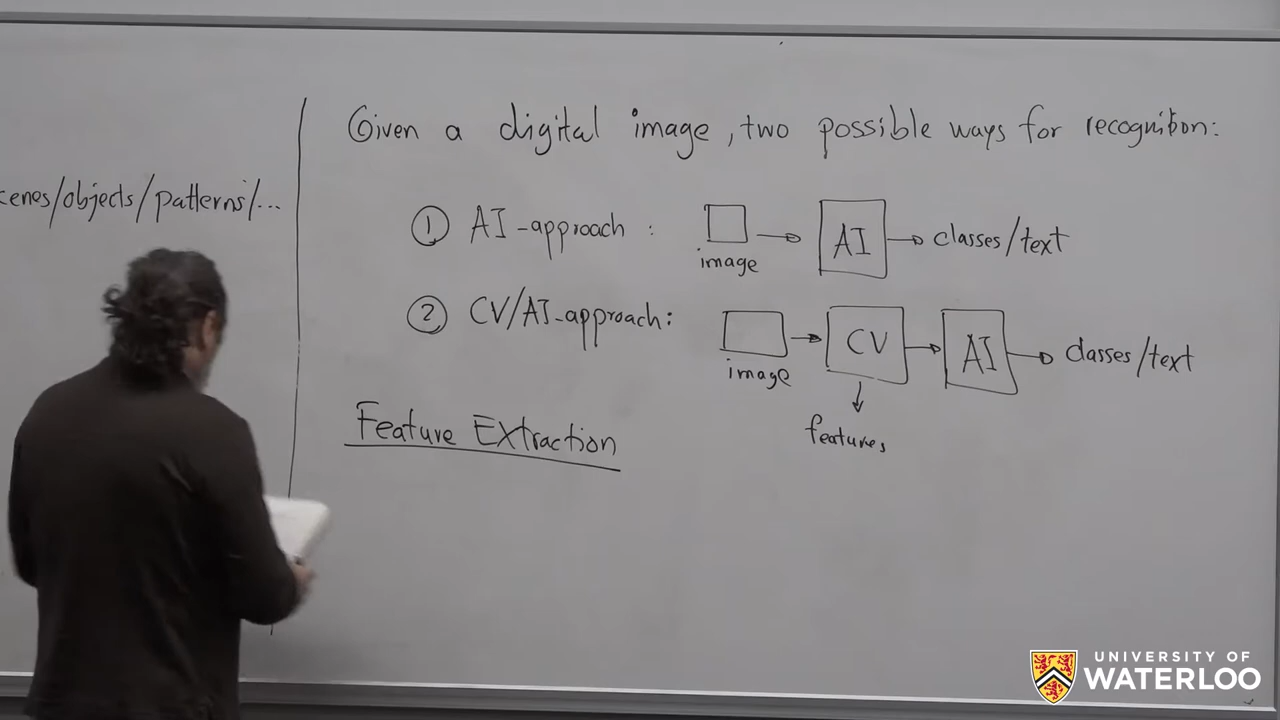 Given a digital image, two possible ways for recognition:
cenes/objects/patterns/...
① AI-approach :
image
AI
classes/text
② CV/AI-approach:
image
CV
AI
classes/text
features
Feature Extraction
UNIVERSITY OF
WATERLOO